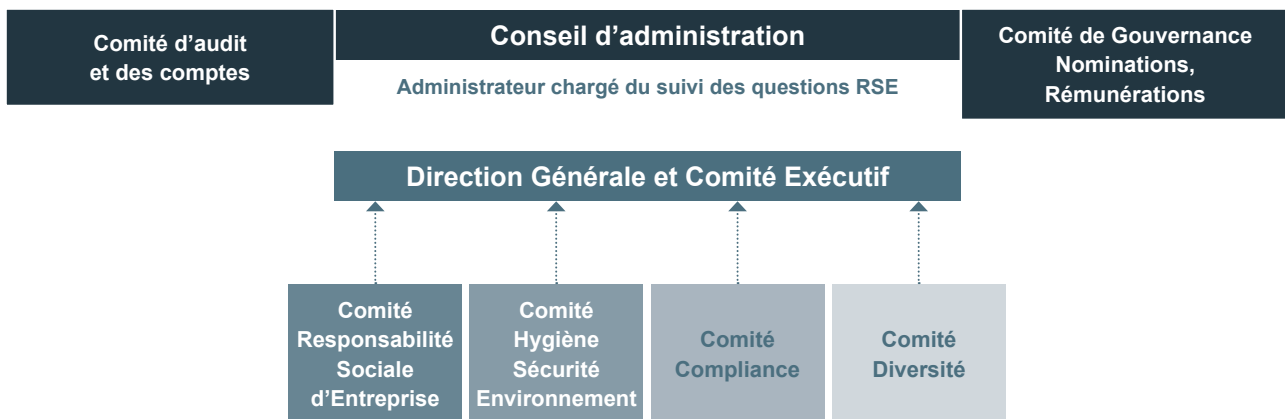 Comité d’audit
et des comptes
Conseil d’administration
Administrateur chargé du suivi des questions RSE
Comité de Gouvernance
Nominations,
Rémunérations
Direction Générale et Comité Exécutif
Comité
Responsabilité
Sociale
d’Entreprise
Comité
Hygiène
Sécurité
Environnement
Comité
Compliance
Comité
Diversité